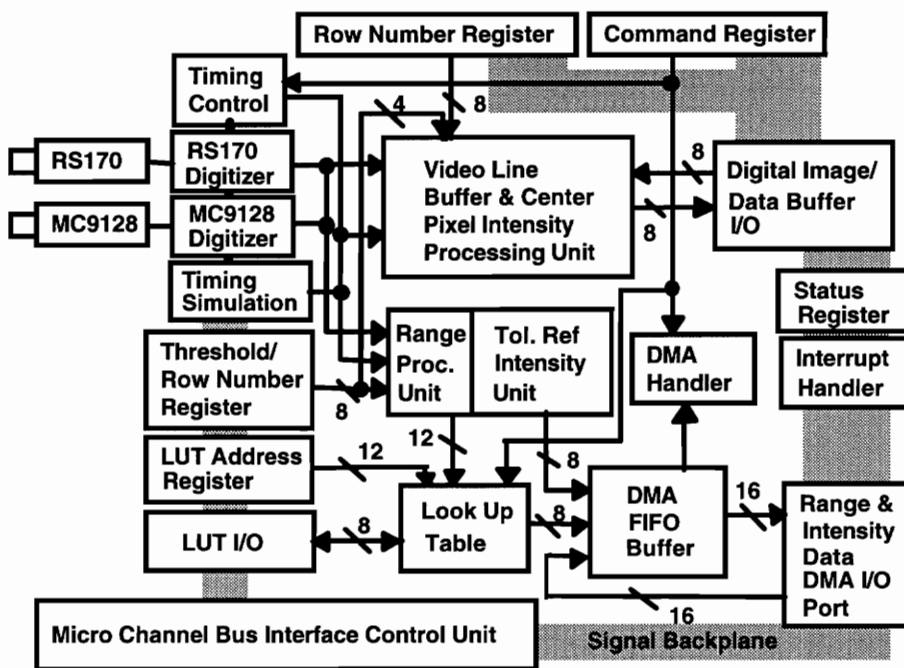 Row Number Register
Command Register
Timing
Control
4
8
RS170
RS170
Digitizer
Video Line
Buffer & Center
Pixel Intensity
Processing Unit
8
8
Digital Image/
Data Buffer
I/O
MC9128
MC9128
Digitizer
Timing
Simulation
Status
Register
Threshold/
Row Number
Register
8
Range
Proc.
Unit
Tol. Ref
Intensity
Unit
DMA
Handler
Interrupt
Handler
LUT Address
Register
12
12
8
LUT I/O
8
Look Up
Table
8
DMA
FIFO
Buffer
16
16
Range &
Intensity
Data
DMA I/O
Port
Micro Channel Bus Interface Control Unit
Signal Backplane